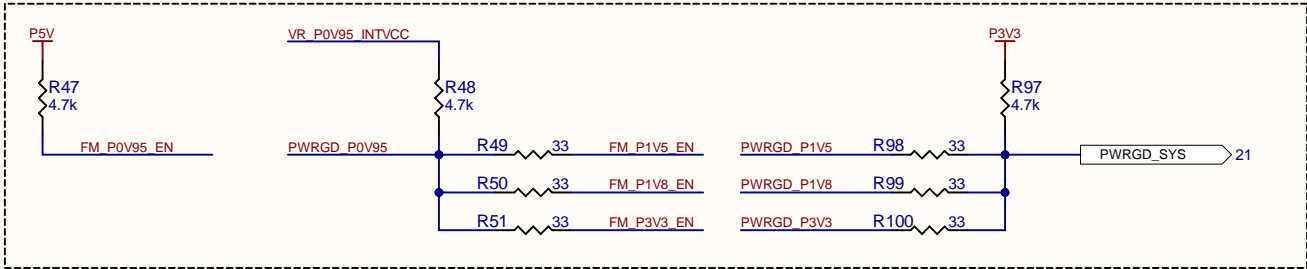 P5V
VR_P0V95_INTVCC
P3V3
R47
4.7k
R48
4.7k
R97
4.7k
FM_P0V95_EN
PWRGD_P0V95
R49
33
FM_P1V5_EN
PWRGD_P1V5
R98
33
PWRGD_SYS
21
R50
33
FM_P1V8_EN
PWRGD_P1V8
R99
33
R51
33
FM_P3V3_EN
PWRGD_P3V3
R100
33